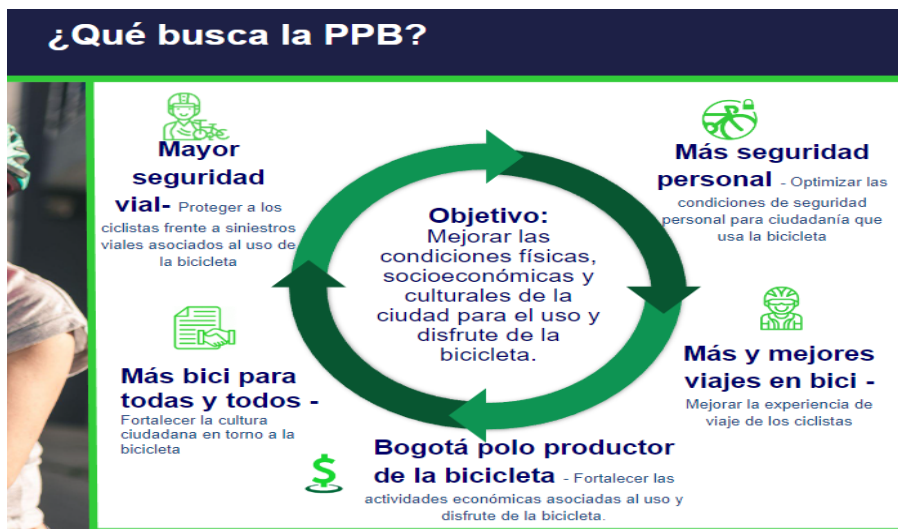 ¿Qué busca la PPB?
Mayor
seguridad
vial- Proteger a los
ciclistas frente a siniestros
viales asociados al uso de
la bicicleta
Más seguridad
personal - Optimizar las
condiciones de seguridad
personal para ciudadanía que
usa la bicicleta
Objetivo:
Mejorar las
condiciones físicas,
socioeconómicas y
culturales de la
ciudad para el uso y
disfrute de la
bicicleta.
Más bici para
todas y todos -
Fortalecer la cultura
ciudadana en torno a la
bicicleta
Más y mejores
viajes en bici -
Mejorar la experiencia de
viaje de los ciclistas
Bogotá polo productor
de la bicicleta - Fortalecer las
actividades económicas asociadas al uso y
disfrute de la bicicleta.
$